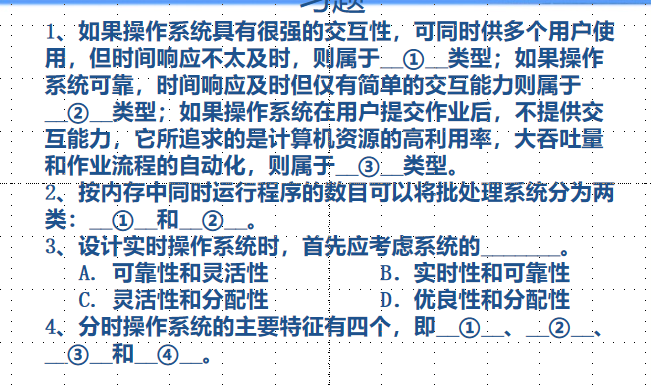 习题
1、如果操作系统具有很强的交互性，可同时供多个用户使
用，但时间响应不太及时，则属于__①__类型；如果操作
系统可靠，时间响应及时但仅有简单的交互能力则属于
__②__类型；如果操作系统在用户提交作业后，不提供交
互能力，它所追求的是计算机资源的高利用率，大吞吐量
和作业流程的自动化，则属于__③__类型。
2、按内存中同时运行程序的数目可以将批处理系统分为两
类：__①__和__②__。
3、设计实时操作系统时，首先应考虑系统的_______。
A．可靠性和灵活性 B．实时性和可靠性
C．灵活性和分配性 D．优良性和分配性
4、分时操作系统的主要特征有四个，即__①__、__②__、
__③__和__④__。